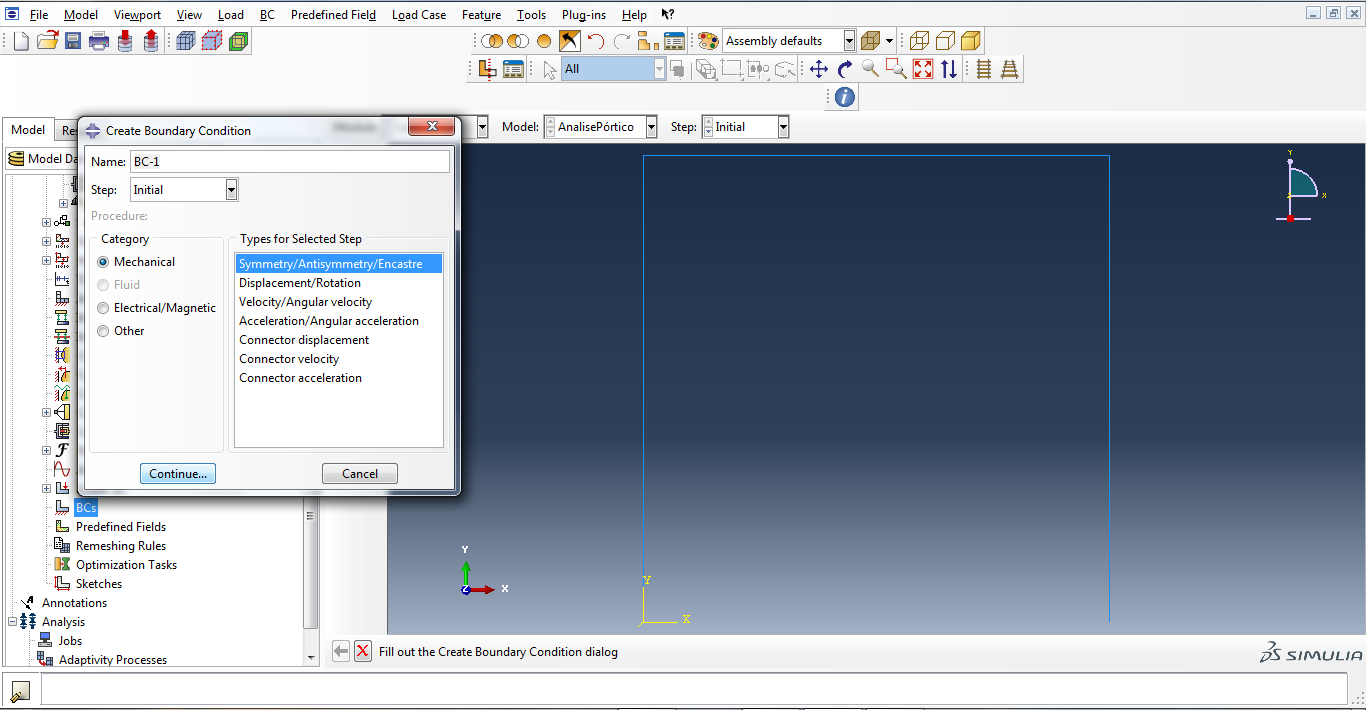 File Model Viewport View Load BC Predefined Field Load Case Feature Tools Plug-ins Help
Assembly defaults
All
Model
Create Boundary Condition
Model: AnalisePórtico Step: Initial
Name: BC-1
Step: Initial
Procedure:
Category
Mechanical
Fluid
Electrical/Magnetic
Other
Types for Selected Step
Symmetry/Antisymmetry/Encastre
Displacement/Rotation
Velocity/Angular velocity
Acceleration/Angular acceleration
Connector displacement
Connector velocity
Connector acceleration
Continue... Cancel
BCs
Predefined Fields
Remeshing Rules
Optimization Tasks
Sketches
Annotations
Analysis
Jobs
Adaptivity Processes
Y
X
Y
X
Z
Y
X
Fill out the Create Boundary Condition dialog
SIMULIA